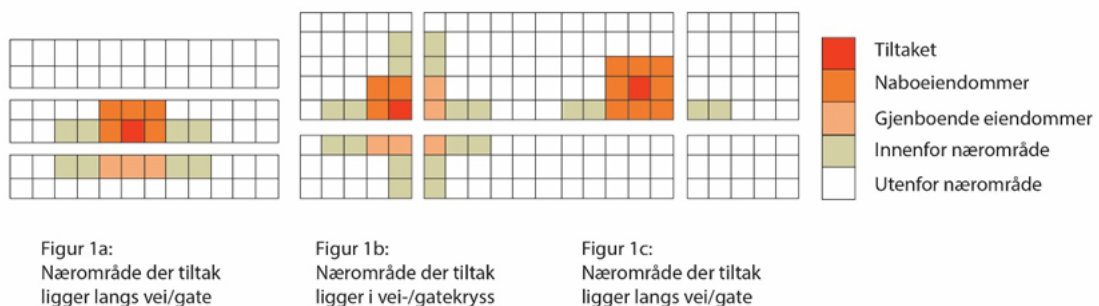 Tiltaket
Naboeiendommer
Gjenboende eiendommer
Innenfor nærområde
Utenfor nærområde
Figur 1a:
Nærområde der tiltak
ligger langs vei/gate
Figur 1b:
Nærområde der tiltak
ligger i vei-/gatekryss
Figur 1c:
Nærområde der tiltak
ligger langs vei/gate